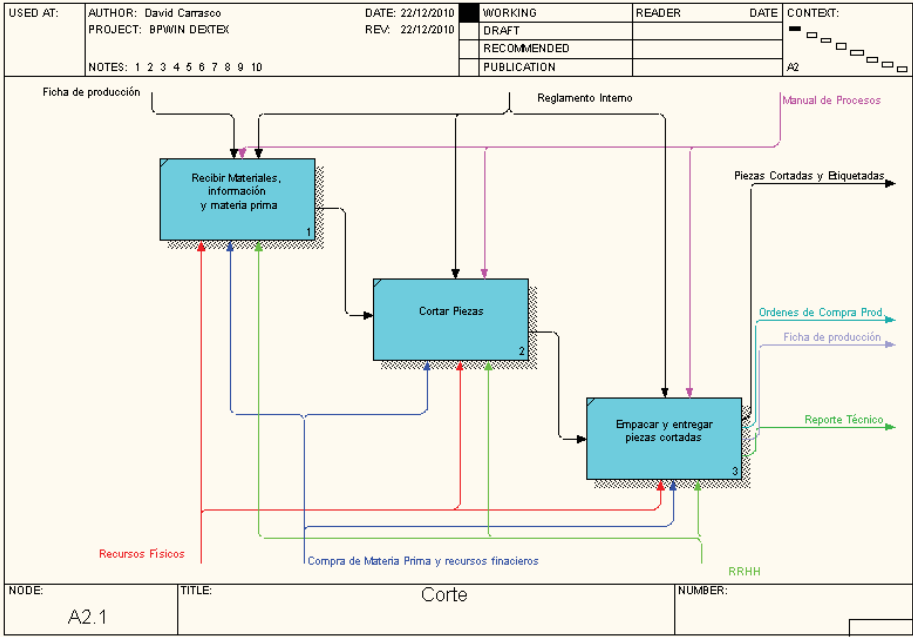 USED AT:
AUTHOR: David Carrasco
DATE: 22/12/2010
WORKING
READER
DATE
CONTEXT:
PROJECT: BPWIN DEXTEX
REV: 22/12/2010
DRAFT
RECOMMENDED
NOTES: 1 2 3 4 5 6 7 8 9 10
PUBLICATION
A2
Ficha de producción
Reglamento Interno
Manual de Procesos
Recibir Materiales,
información
y materia prima
1
Piezas Cortadas y Etiquetadas
Cortar Piezas
2
Ordenes de Compra Prod.
Ficha de producción
Empacar y entregar
piezas cortadas
3
Reporte Técnico
Recursos Físicos
Compra de Materia Prima y recursos finacieros
RRHH
NODE:
TITLE:
NUMBER:
A2.1
Corte